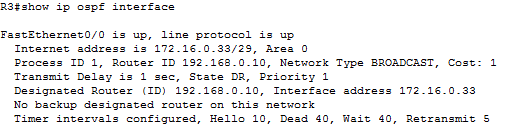 R3#show ip ospf interface
FastEthernet0/0 is up, line protocol is up
Internet address is 172.16.0.33/29, Area 0
Process ID 1, Router ID 192.168.0.10, Network Type BROADCAST, Cost: 1
Transmit Delay is 1 sec, State DR, Priority 1
Designated Router (ID) 192.168.0.10, Interface address 172.16.0.33
No backup designated router on this network
Timer intervals configured, Hello 10, Dead 40, Wait 40, Retransmit 5